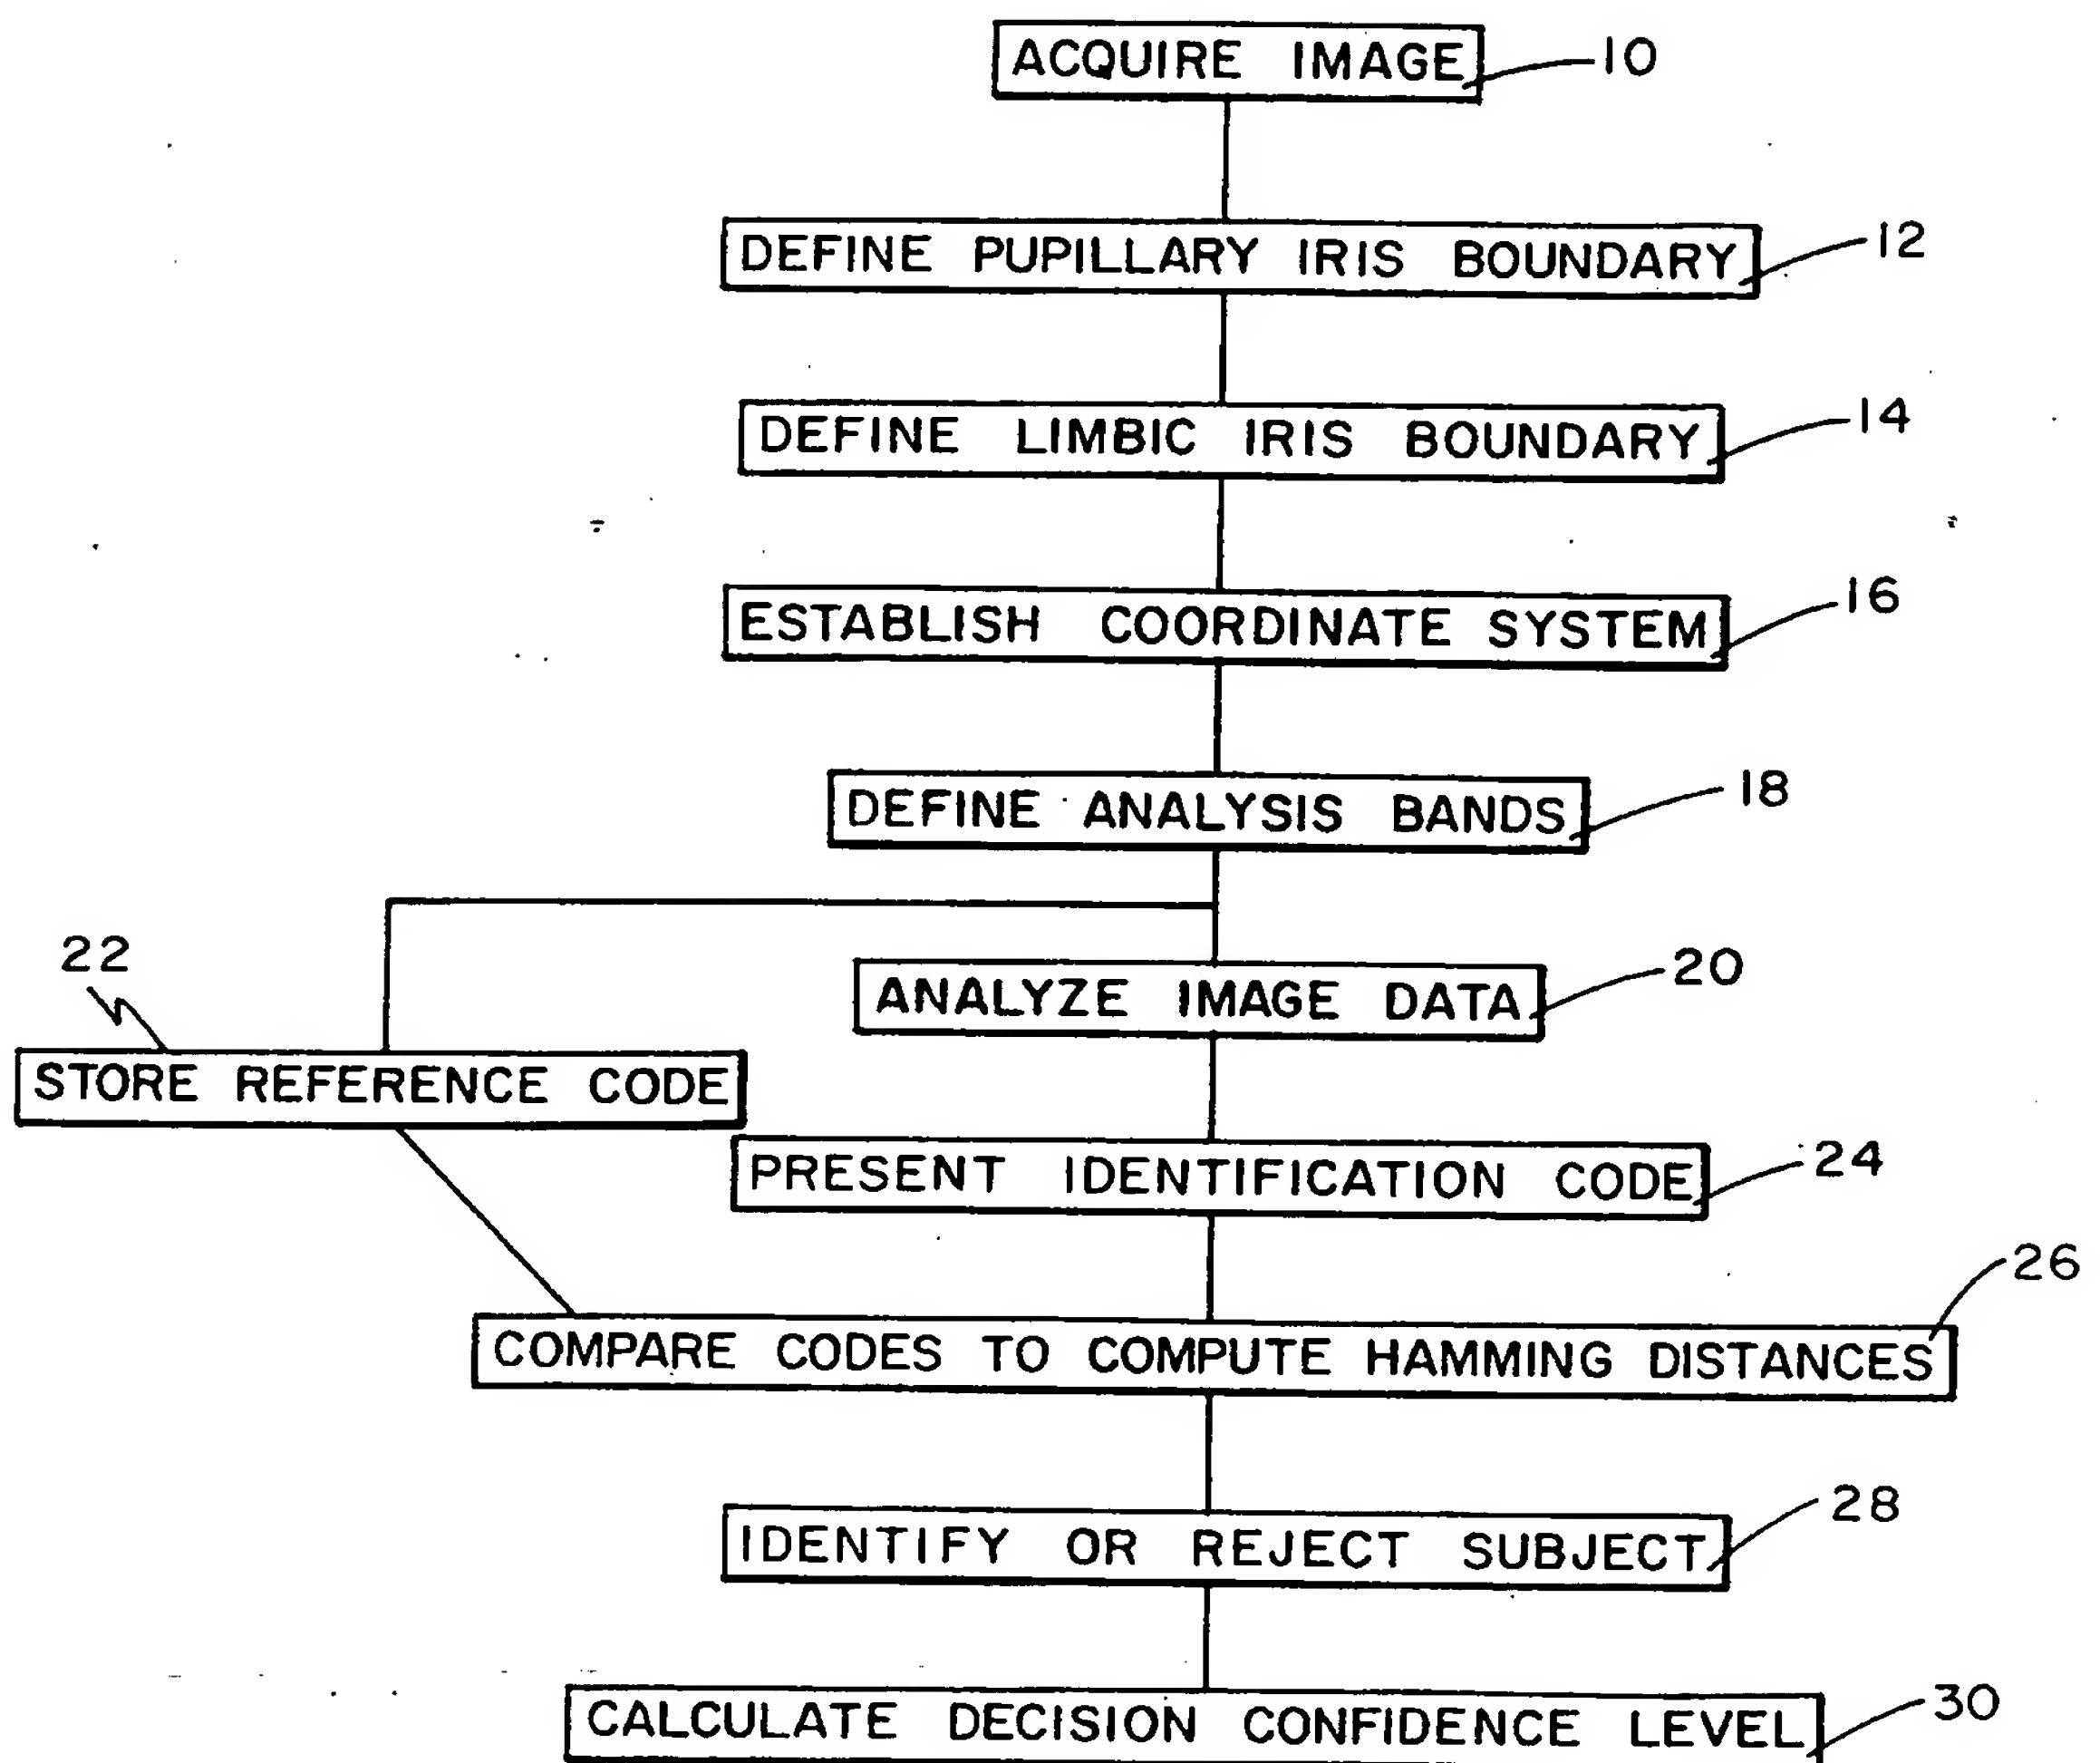 ACQUIRE IMAGE 10
DEFINE PUPILLARY IRIS BOUNDARY 12
DEFINE LIMBIC IRIS BOUNDARY 14
ESTABLISH COORDINATE SYSTEM 16
DEFINE ANALYSIS BANDS 18
22
ANALYZE IMAGE DATA 20
STORE REFERENCE CODE
PRESENT IDENTIFICATION CODE 24
COMPARE CODES TO COMPUTE HAMMING DISTANCES 26
IDENTIFY OR REJECT SUBJECT 28
CALCULATE DECISION CONFIDENCE LEVEL 30